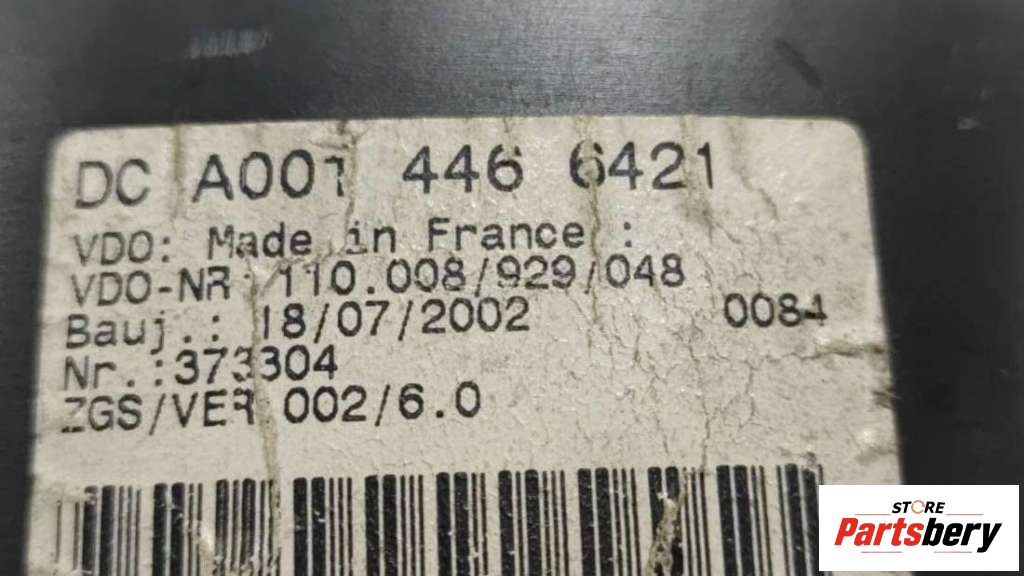 DC A001 446 6421
VDO: Made in France :
VDO-NR 110.008/929/048
Bauj.: 18/07/2002 0084
Nr.:373304
ZGS/VER 002/6.0
STORE
Partsbery